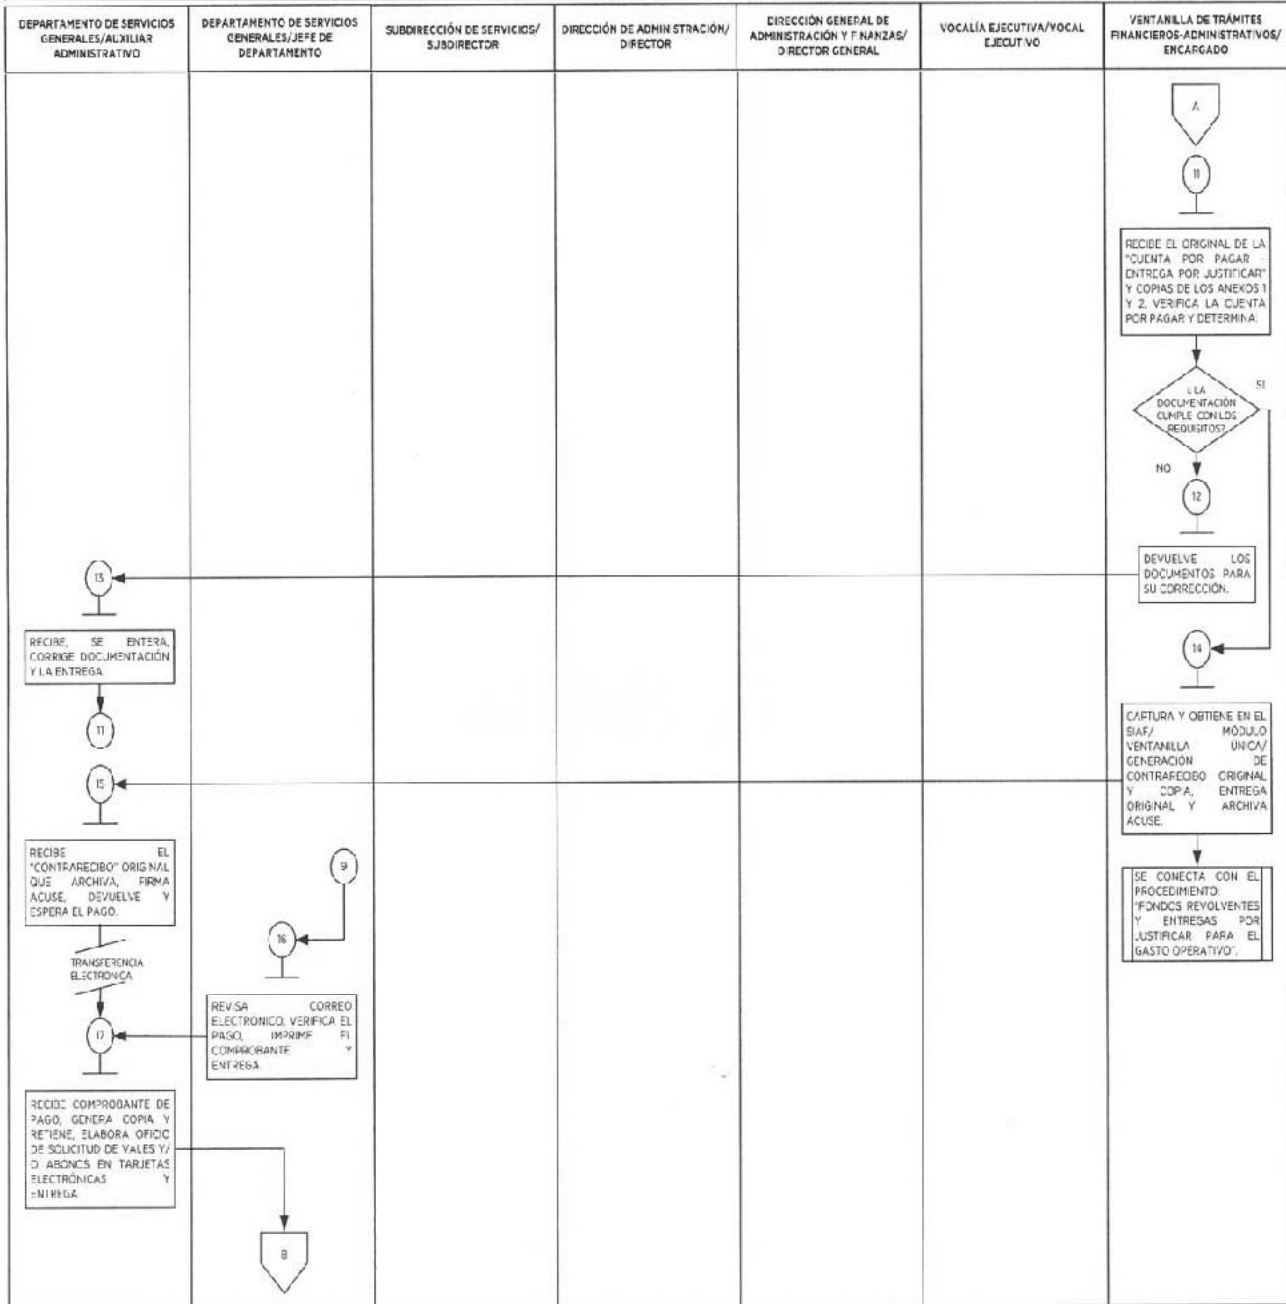 DEPARTAMENTO DE SERVICIOS
GENERALES/AUXILIAR
ADMINISTRATIVO
DEPARTAMENTO DE SERVICIOS
GENERALES/JEFE DE
DEPARTAMENTO
SUBDIRECCIÓN DE SERVICIOS/
SUBDIRECTOR
DIRECCIÓN DE ADMINISTRACIÓN/
DIRECTOR
DIRECCIÓN GENERAL DE
ADMINISTRACIÓN Y FINANZAS/
DIRECTOR GENERAL
VOCALÍA EJECUTIVA/VOCAL
EJECUTIVO
VENTANILLA DE TRÁMITES
FINANCIEROS-ADMINISTRATIVOS/
ENCARGADO
A
11
RECIBE EL ORIGINAL DE LA
"CUENTA POR PAGAR -
ENTREGA POR JUSTIFICAR"
Y COPIAS DE LOS ANEXOS 1
Y 2, VERIFICA LA CUENTA
POR PAGAR Y DETERMINA:
¿LA
DOCUMENTACIÓN
CUMPLE CON LOS
REQUISITOS?
SI
NO
12
DEVUELVE LOS
DOCUMENTOS PARA
SU CORRECCIÓN.
13
RECIBE, SE ENTERA,
CORRIGE DOCUMENTACIÓN
Y LA ENTREGA.
11
14
CAPTURA Y OBTIENE EN EL
SIAF/ MÓDULO
VENTANILLA ÚNICA/
GENERACIÓN DE
CONTRARECIBO ORIGINAL
Y COPIA, ENTREGA
ORIGINAL Y ARCHIVA
ACUSE.
15
RECIBE EL
"CONTRARECIBO" ORIGINAL
QUE ARCHIVA, FIRMA
ACUSE, DEVUELVE Y
ESPERA EL PAGO.
TRANSFERENCIA
ELECTRÓNICA
9
16
REVISA CORREO
ELECTRONICO, VERIFICA EL
PAGO, IMPRIME EL
COMPROBANTE Y
ENTREGA.
SE CONECTA CON EL
PROCEDIMIENTO:
"FONDOS REVOLVENTES
Y ENTREGAS POR
JUSTIFICAR PARA EL
GASTO OPERATIVO".
17
RECIBE COMPROBANTE DE
PAGO, GENERA COPIA Y
RETIENE, ELABORA OFICIO
DE SOLICITUD DE VALES Y/
O ABONOS EN TARJETAS
ELECTRÓNICAS Y
ENTREGA.
B